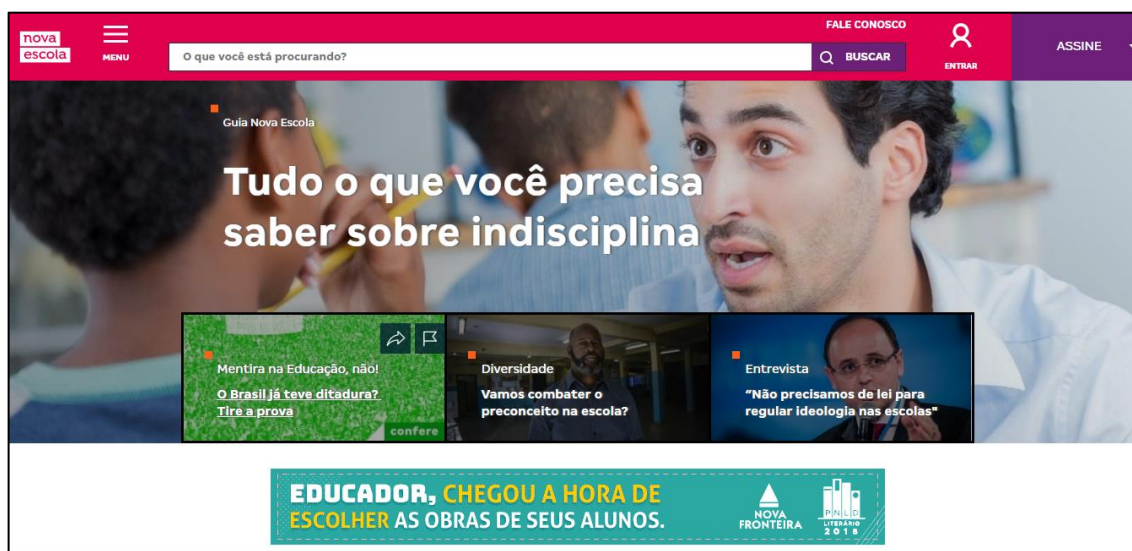 nova
escola
MENU
FALE CONOSCO
O que você está procurando?
BUSCAR
ENTRAR
ASSINE
Guia Nova Escola
Tudo o que você precisa
saber sobre indisciplina
Mentira na Educação, não!
O Brasil já teve ditadura?
Tire a prova
confere
Diversidade
Vamos combater o
preconceito na escola?
Entrevista
“Não precisamos de lei para
regular ideologia nas escolas"
EDUCADOR, CHEGOU A HORA DE
ESCOLHER AS OBRAS DE SEUS ALUNOS.
NOVA
FRONTEIRA
PNLD
LITERÁRIO
2018